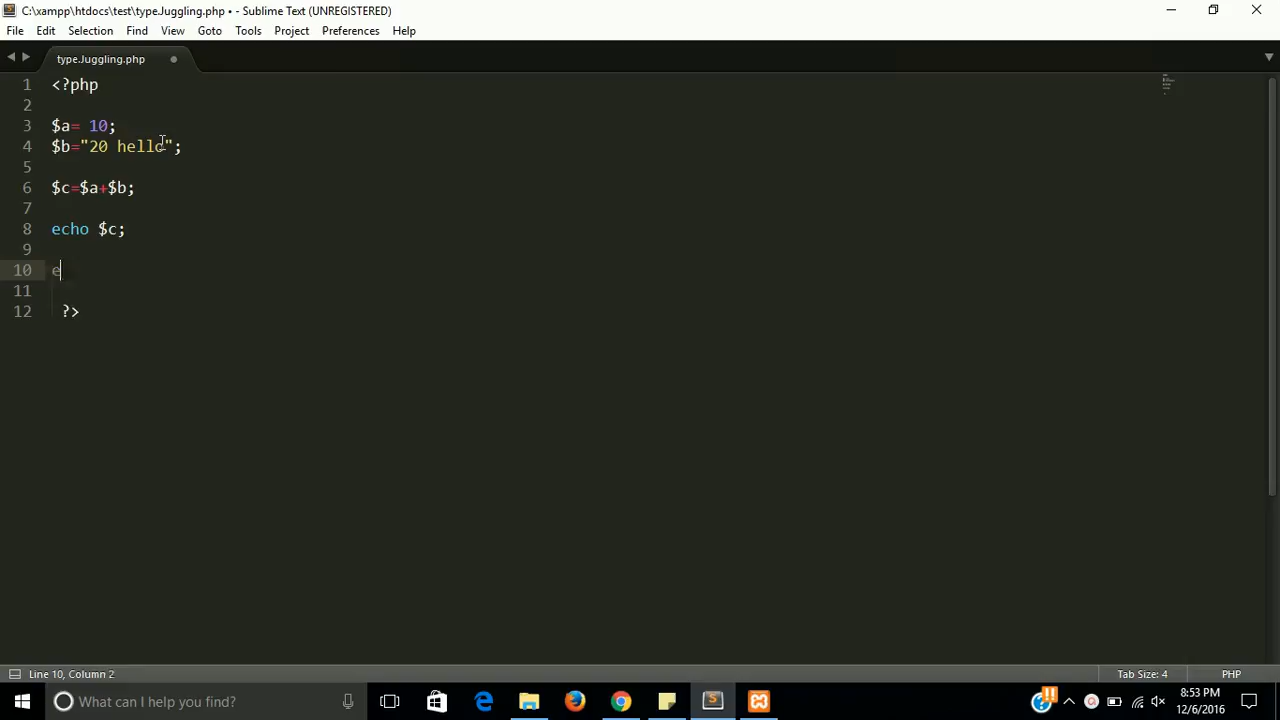 C:\xampp\htdocs\test\type.Juggling.php • - Sublime Text (UNREGISTERED)
File Edit Selection Find View Goto Tools Project Preferences Help
type.Juggling.php
1 <?php
2
3 $a= 10;
4 $b="20 hello";
5
6 $c=$a+$b;
7
8 echo $c;
9
10 e
11
12 ?>
Line 10, Column 2 Tab Size: 4 PHP
What can I help you find? 8:53 PM
12/6/2016